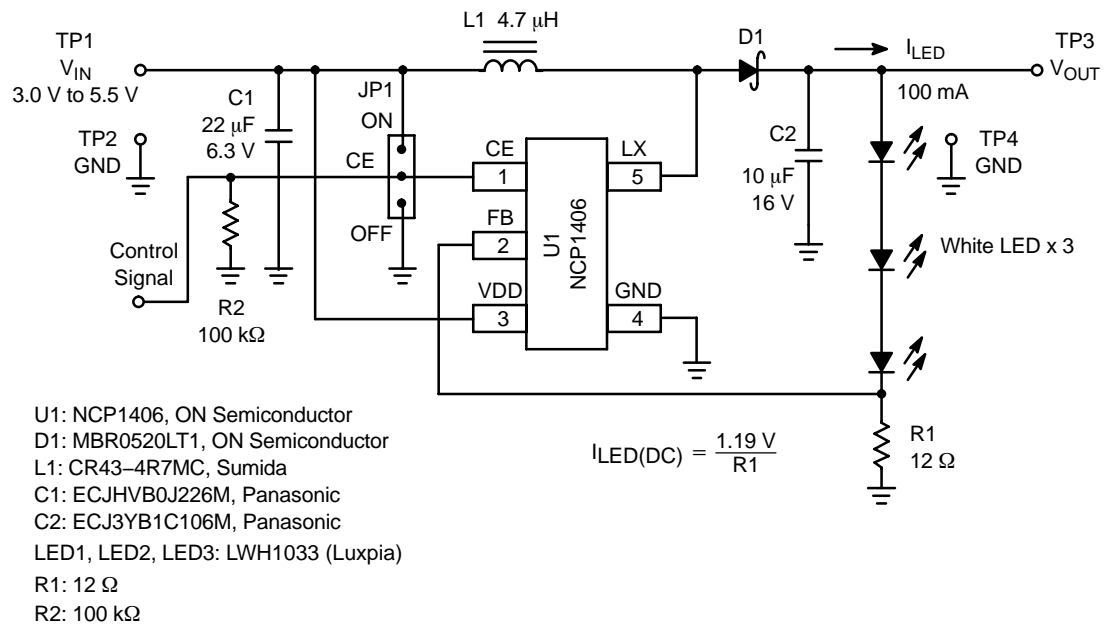 L1 4.7 μH
TP1
VIN
3.0 V to 5.5 V
D1
ILED
100 mA
TP3
VOUT
C1
22 μF
6.3 V
JP1
ON
CE
OFF
TP2
GND
CE
1
LX
5
FB
2
U1
NCP1406
VDD
3
GND
4
C2
10 μF
16 V
TP4
GND
Control
Signal
R2
100 kΩ
White LED x 3
U1: NCP1406, ON Semiconductor
D1: MBR0520LT1, ON Semiconductor
L1: CR43–4R7MC, Sumida
C1: ECJHVB0J226M, Panasonic
C2: ECJ3YB1C106M, Panasonic
LED1, LED2, LED3: LWH1033 (Luxpia)
R1: 12 Ω
R2: 100 kΩ
ILED(DC) = 1.19 V / R1
R1
12 Ω